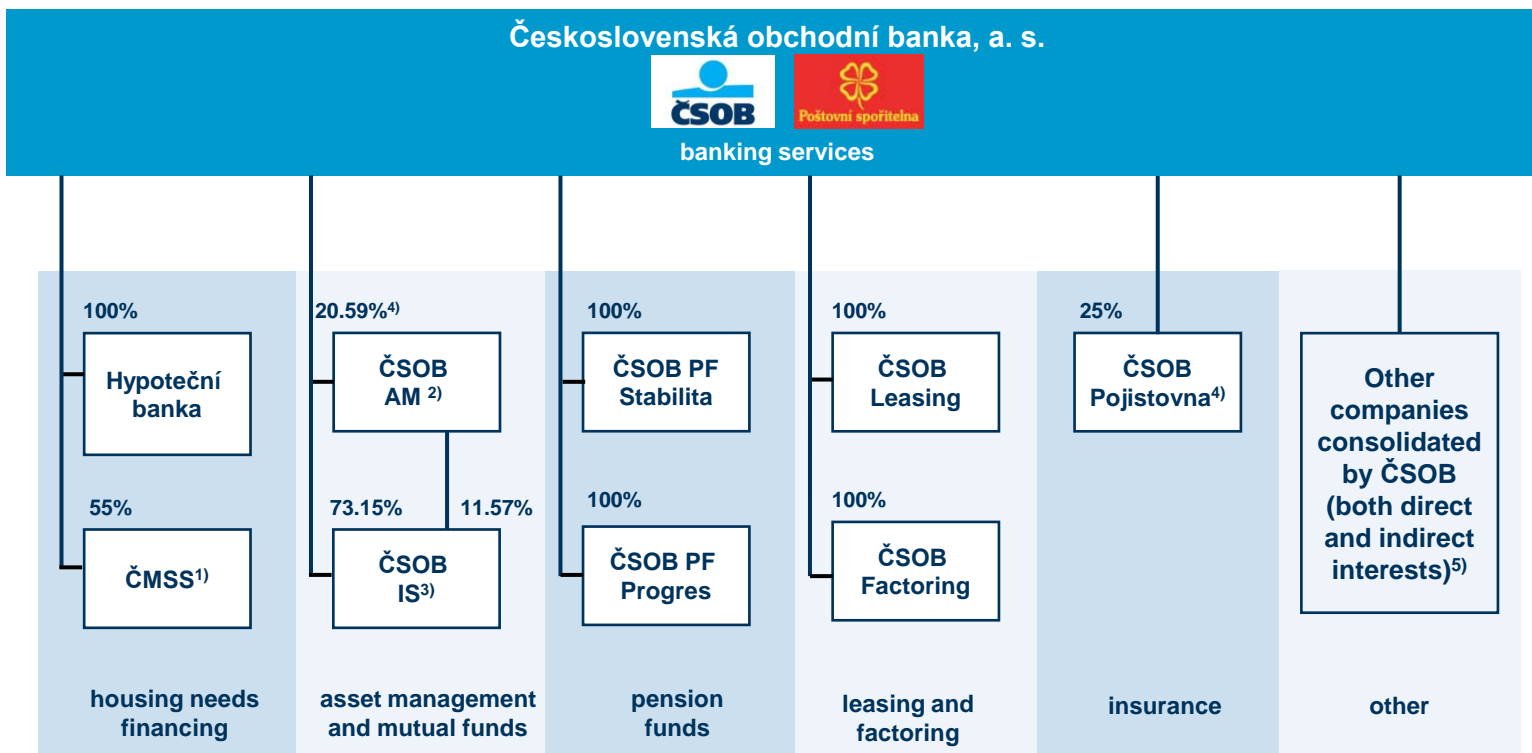 Československá obchodní banka, a. s.
ČSOB
Poštovní spořitelna
banking services
100%
Hypoteční
banka
55%
ČMSS1)
housing needs
financing
20.59%4)
ČSOB
AM 2)
73.15%
11.57%
ČSOB
IS3)
asset management
and mutual funds
100%
ČSOB PF
Stabilita
100%
ČSOB PF
Progres
pension
funds
100%
ČSOB
Leasing
100%
ČSOB
Factoring
leasing and
factoring
25%
ČSOB
Pojistovna4)
insurance
Other
companies
consolidated
by ČSOB
(both direct
and indirect
interests)5)
other